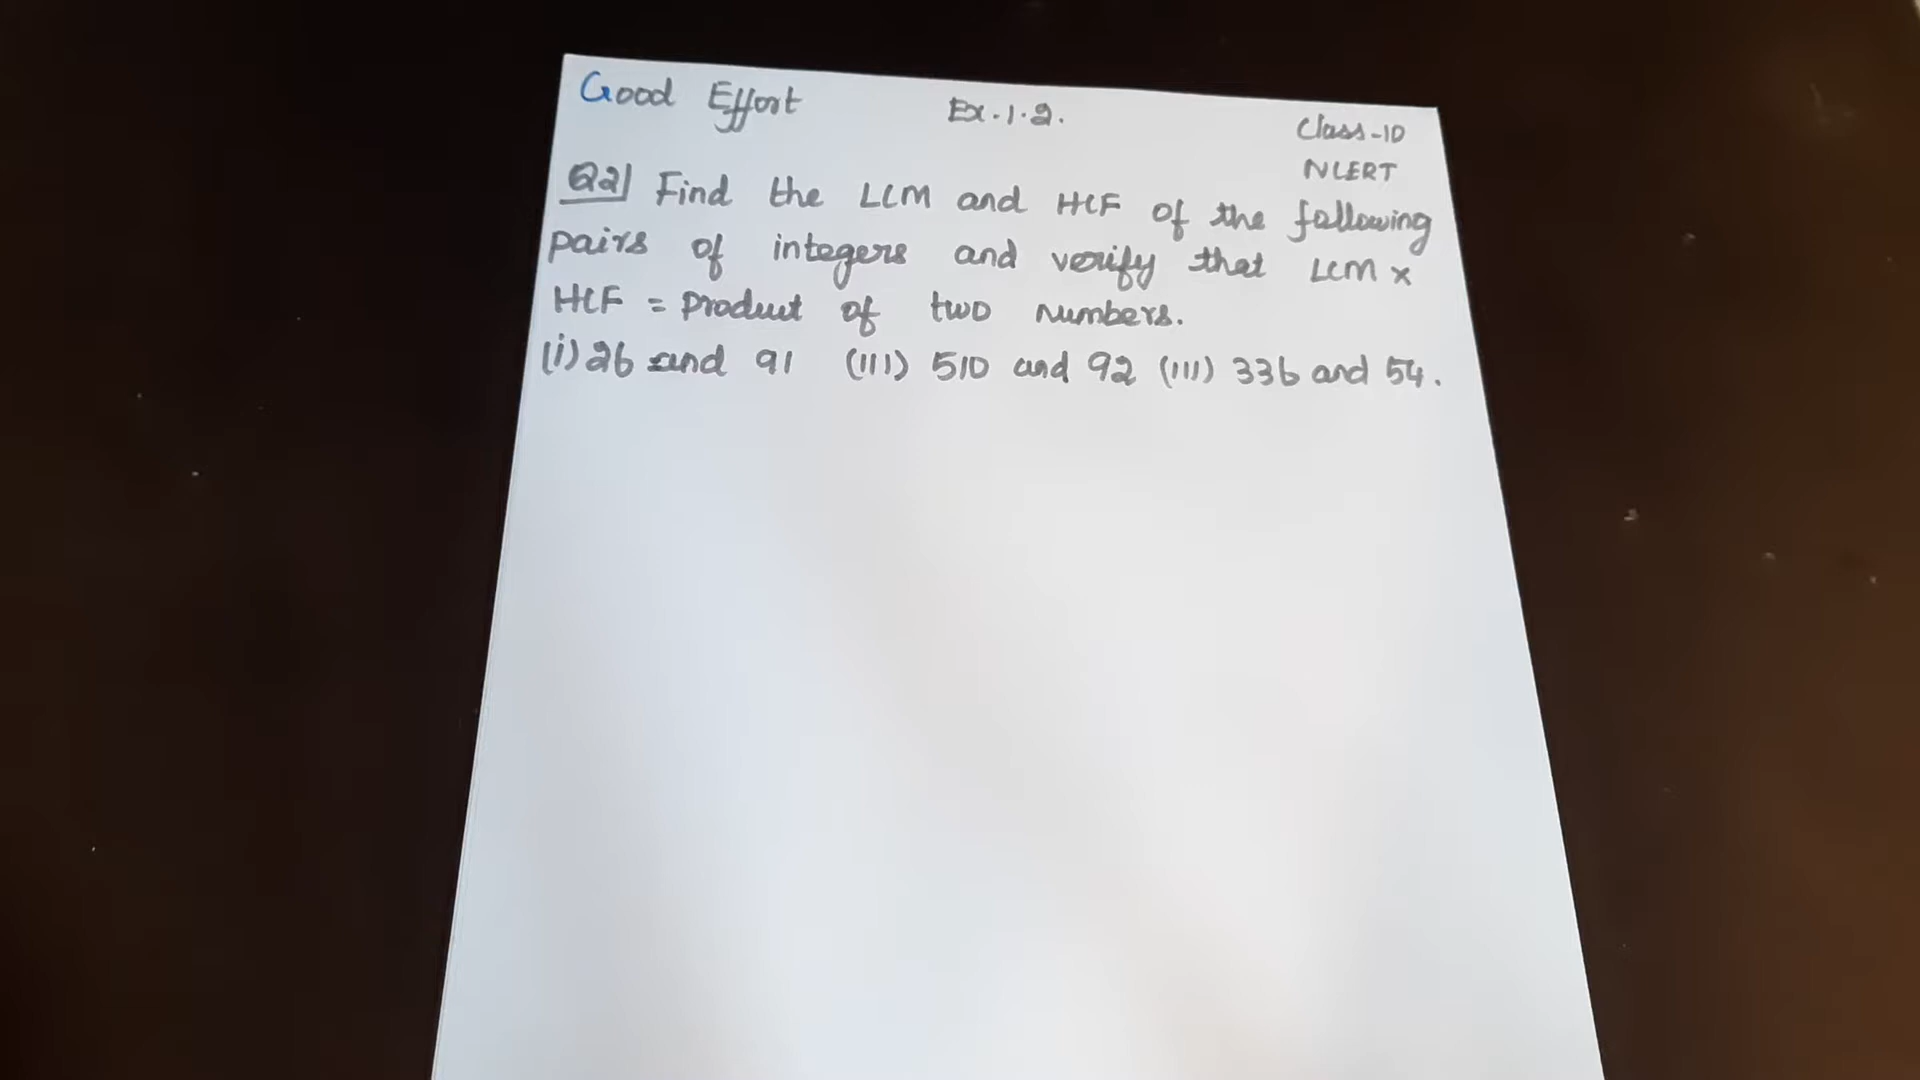 Good Effort Ex.1.2. Class-10
NCERT
Q2) Find the LCM and HCF of the following
pairs of integers and verify that LCM x
HCF = product of two numbers.
(i) 26 and 91 (iii) 510 and 92 (iii) 336 and 54.